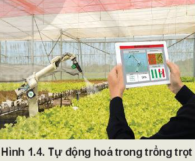 Hình 1.4. Tự động hoá trong trồng trọt